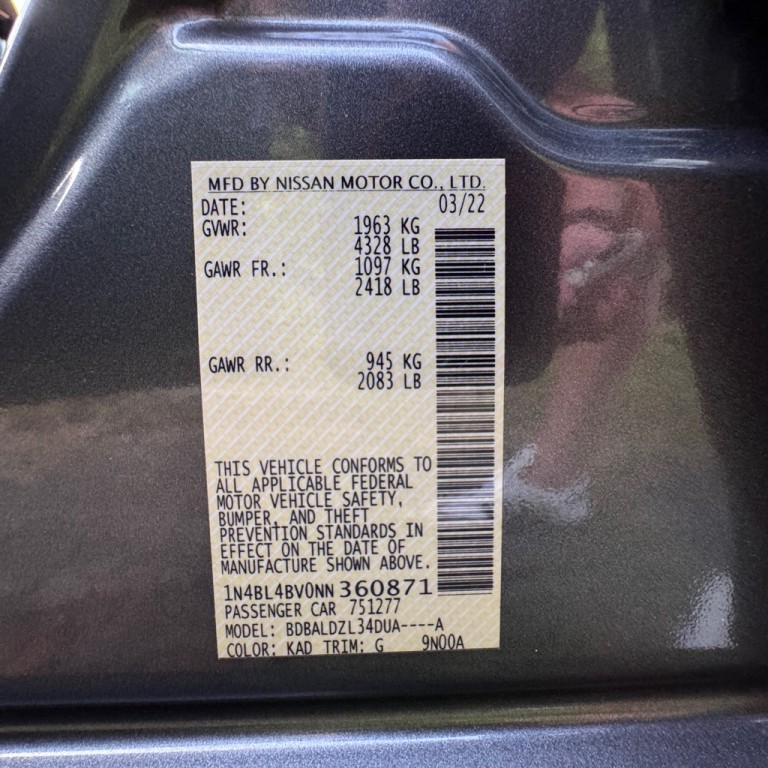 MFD BY NISSAN MOTOR CO., LTD.
DATE: 03/22
GVWR: 1963 KG
4328 LB
GAWR FR.: 1097 KG
2418 LB
GAWR RR.: 945 KG
2083 LB
THIS VEHICLE CONFORMS TO
ALL APPLICABLE FEDERAL
MOTOR VEHICLE SAFETY,
BUMPER, AND THEFT
PREVENTION STANDARDS IN
EFFECT ON THE DATE OF
MANUFACTURE SHOWN ABOVE.
1N4BL4BV0NN360871
PASSENGER CAR 751277
MODEL: BDBALDZL34DUA----A
COLOR: KAD TRIM: G 9N00A